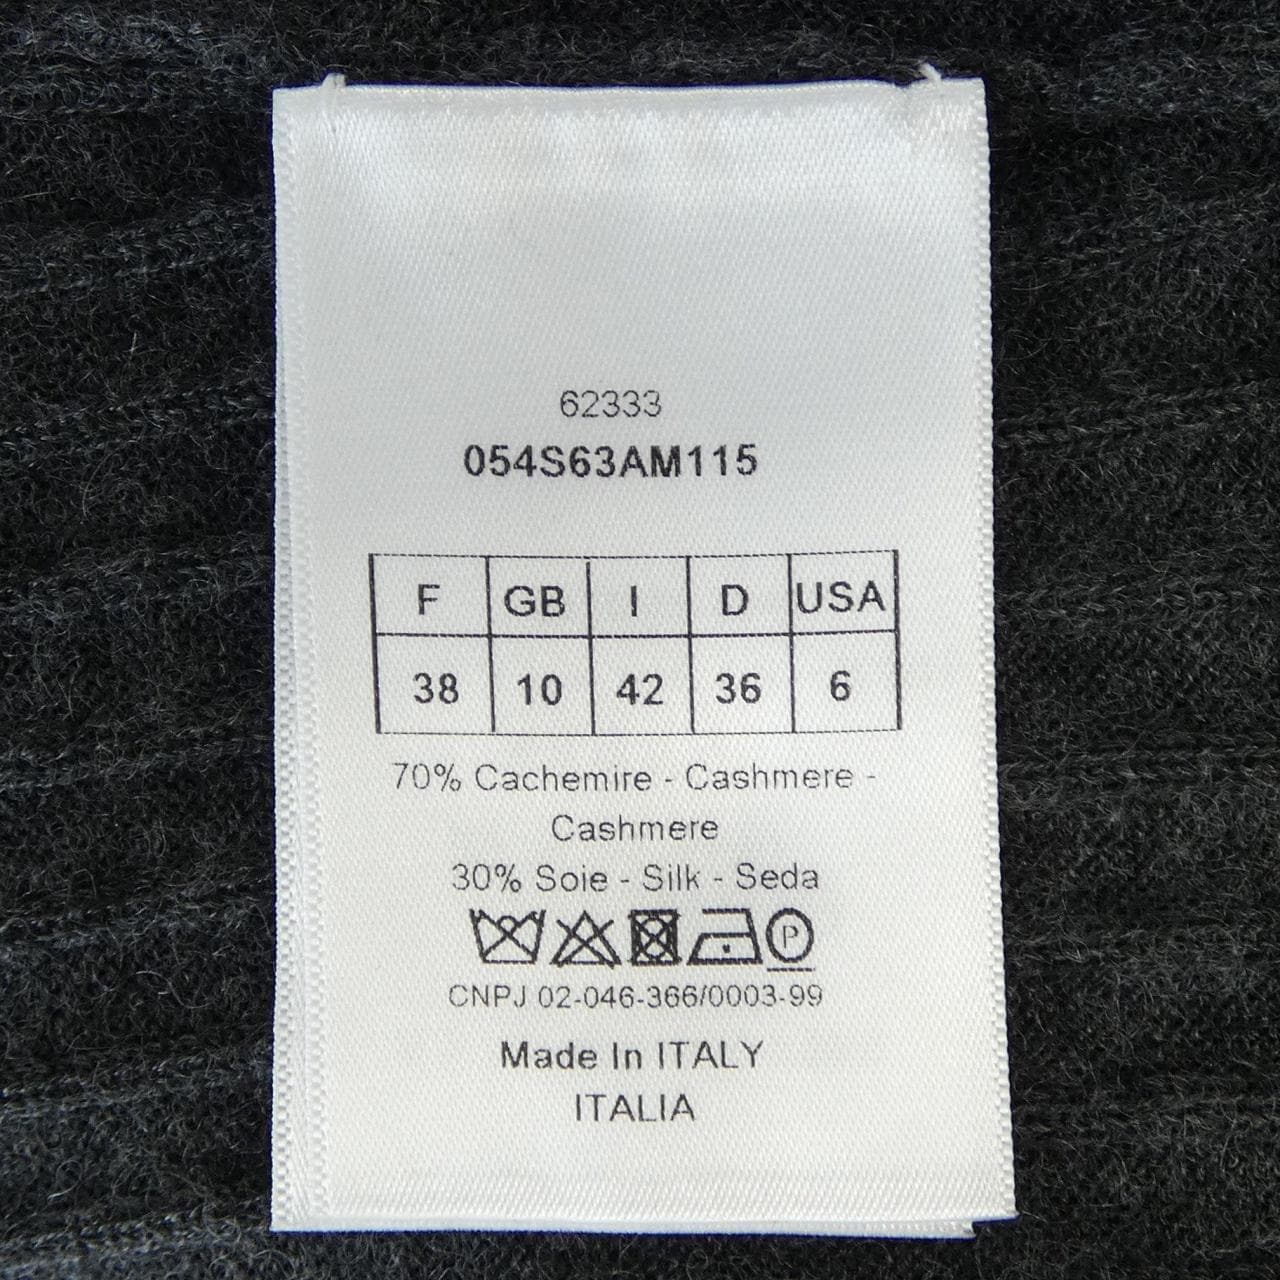 62333
054S63AM115
F GB I D USA
38 10 42 36 6
70% Cachemire - Cashmere -
Cashmere
30% Soie - Silk - Seda
P
CNPJ 02-046-366/0003-99
Made In ITALY
ITALIA